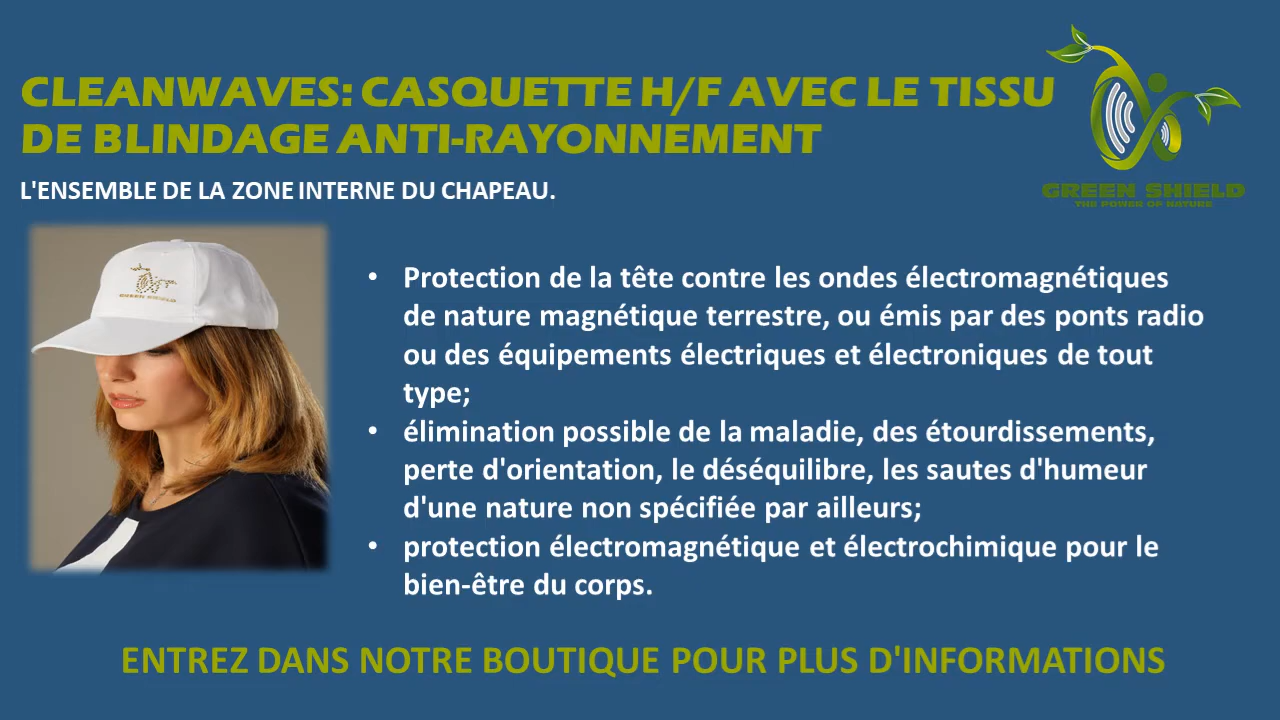 CLEANWAVES: CASQUETTE H/F AVEC LE TISSU
DE BLINDAGE ANTI-RAYONNEMENT
L'ENSEMBLE DE LA ZONE INTERNE DU CHAPEAU.
GREEN SHIELD
THE POWER OF NATURE
GREEN SHIELD
• Protection de la tête contre les ondes électromagnétiques
de nature magnétique terrestre, ou émis par des ponts radio
ou des équipements électriques et électroniques de tout
type;
• élimination possible de la maladie, des étourdissements,
perte d'orientation, le déséquilibre, les sautes d'humeur
d'une nature non spécifiée par ailleurs;
• protection électromagnétique et électrochimique pour le
bien-être du corps.
ENTREZ DANS NOTRE BOUTIQUE POUR PLUS D'INFORMATIONS